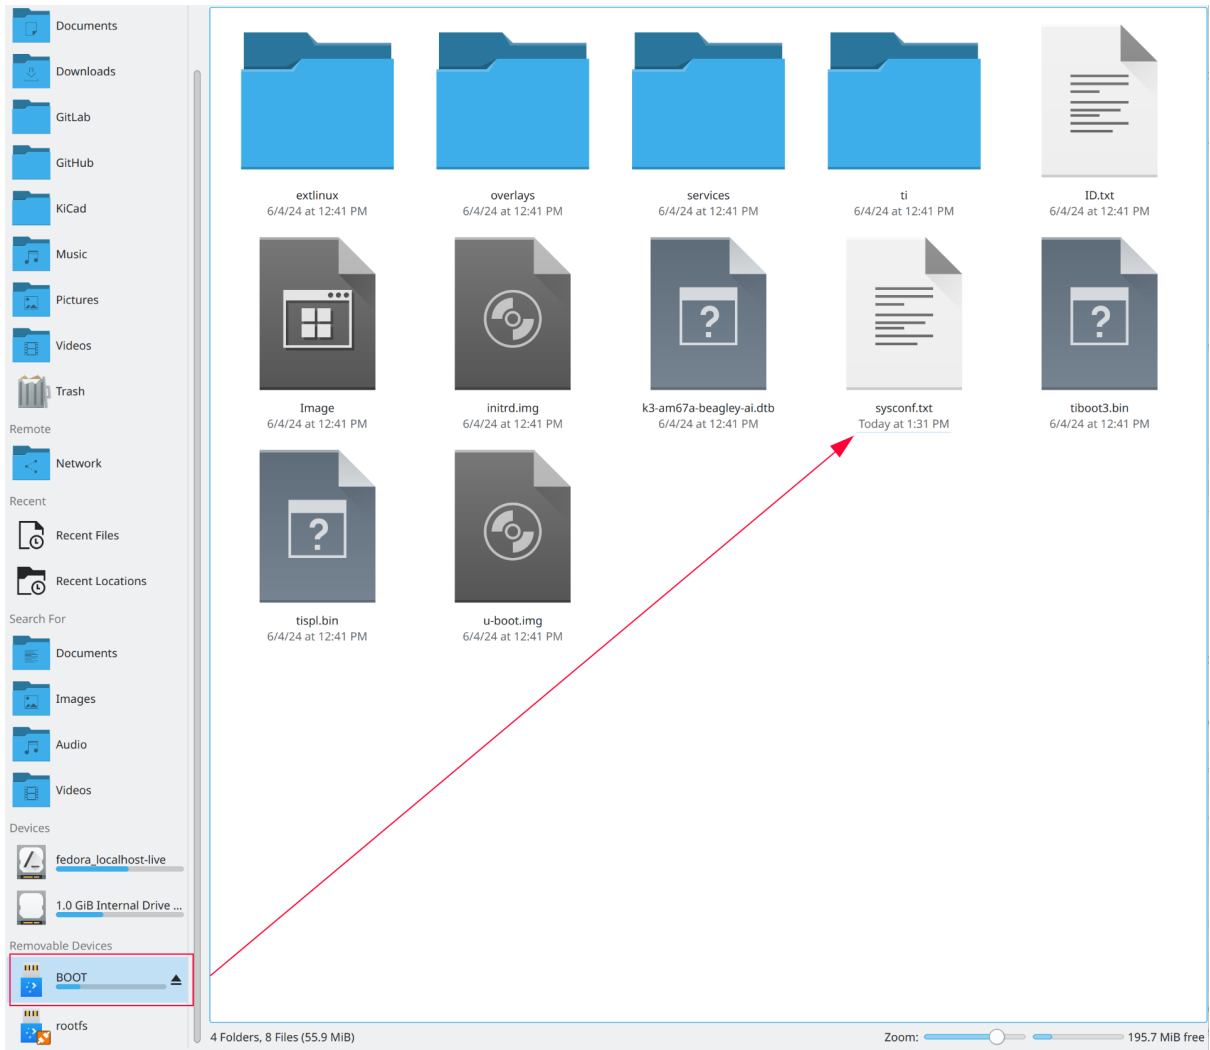 Documents
Downloads
GitLab
GitHub
KiCad
Music
Pictures
Videos
Trash
Remote
Network
Recent
Recent Files
Recent Locations
Search For
Documents
Images
Audio
Videos
Devices
fedora_localhost-live
1.0 GiB Internal Drive ...
Removable Devices
BOOT
rootfs
extlinux
6/4/24 at 12:41 PM
overlays
6/4/24 at 12:41 PM
services
6/4/24 at 12:41 PM
ti
6/4/24 at 12:41 PM
ID.txt
6/4/24 at 12:41 PM
Image
6/4/24 at 12:41 PM
initrd.img
6/4/24 at 12:41 PM
k3-am67a-beagley-ai.dtb
6/4/24 at 12:41 PM
sysconf.txt
Today at 1:31 PM
tiboot3.bin
6/4/24 at 12:41 PM
tispl.bin
6/4/24 at 12:41 PM
u-boot.img
6/4/24 at 12:41 PM
4 Folders, 8 Files (55.9 MiB)
Zoom:
195.7 MiB free